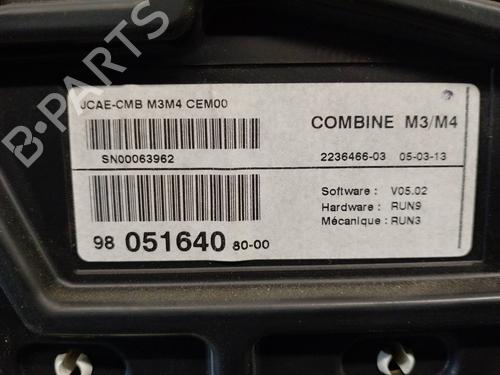 JCAE-CMB M3M4 CEM00
SN00063962
COMBINE M3/M4
2236466-03 05-03-13
Software : V05.02
Hardware : RUN9
Mécanique : RUN3
98 051640 80-00
B-PARTS